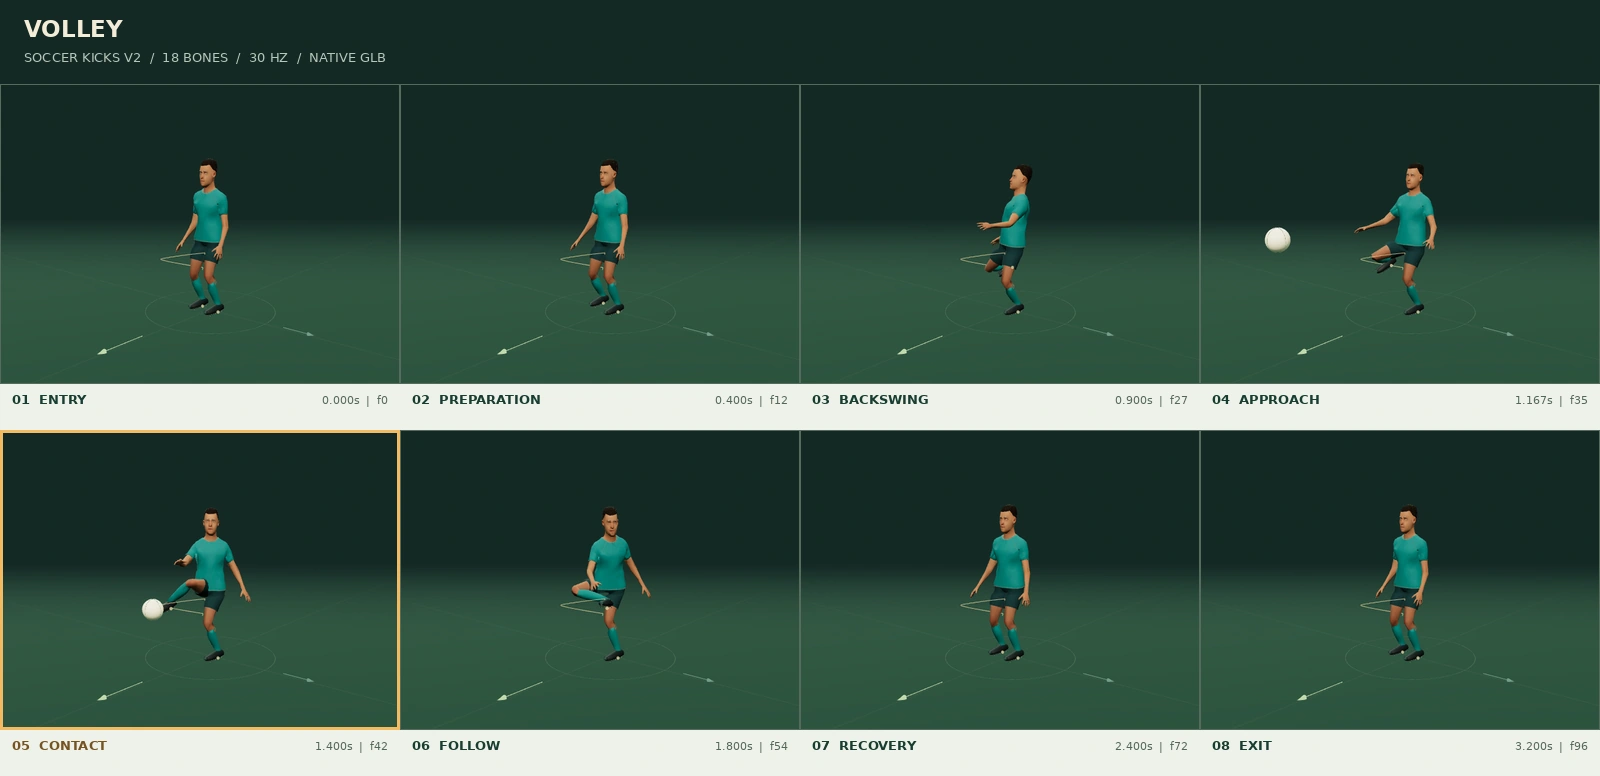 VOLLEY
SOCCER KICKS V2 / 18 BONES / 30 HZ / NATIVE GLB
01 ENTRY 0.000s | f0
02 PREPARATION 0.400s | f12
03 BACKSWING 0.900s | f27
04 APPROACH 1.167s | f35
05 CONTACT 1.400s | f42
06 FOLLOW 1.800s | f54
07 RECOVERY 2.400s | f72
08 EXIT 3.200s | f96